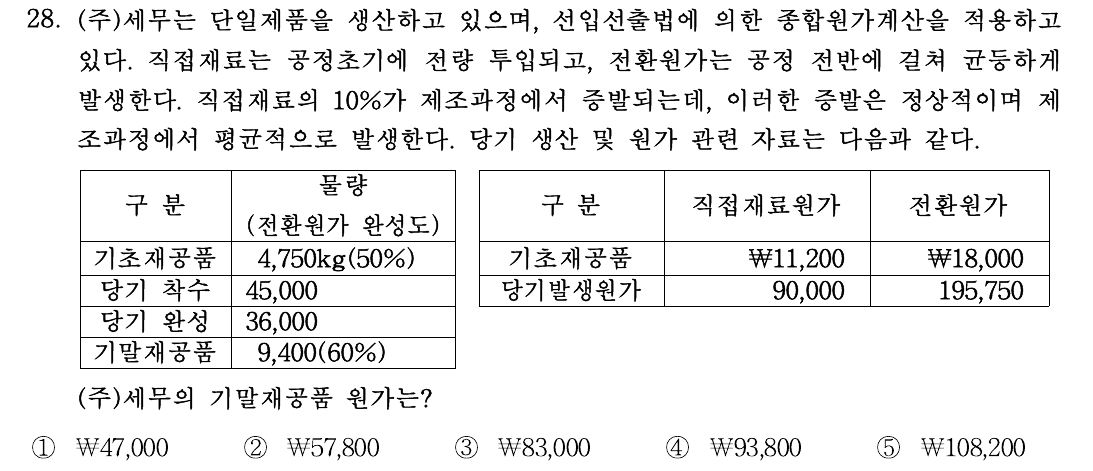 28. (주)세무는 단일제품을 생산하고 있으며, 선입선출법에 의한 종합원가계산을 적용하고
있다. 직접재료는 공정초기에 전량 투입되고, 전환원가는 공정 전반에 걸쳐 균등하게
발생한다. 직접재료의 10%가 제조과정에서 증발되는데, 이러한 증발은 정상적이며 제
조과정에서 평균적으로 발생한다. 당기 생산 및 원가 관련 자료는 다음과 같다.
구 분 물량
(전환원가 완성도)
기초재공품 4,750kg(50%)
당기 착수 45,000
당기 완성 36,000
기말재공품 9,400(60%)
구 분 직접재료원가 전환원가
기초재공품 ₩11,200 ₩18,000
당기발생원가 90,000 195,750
(주)세무의 기말재공품 원가는?
① ₩47,000 ② ₩57,800 ③ ₩83,000 ④ ₩93,800 ⑤ ₩108,200